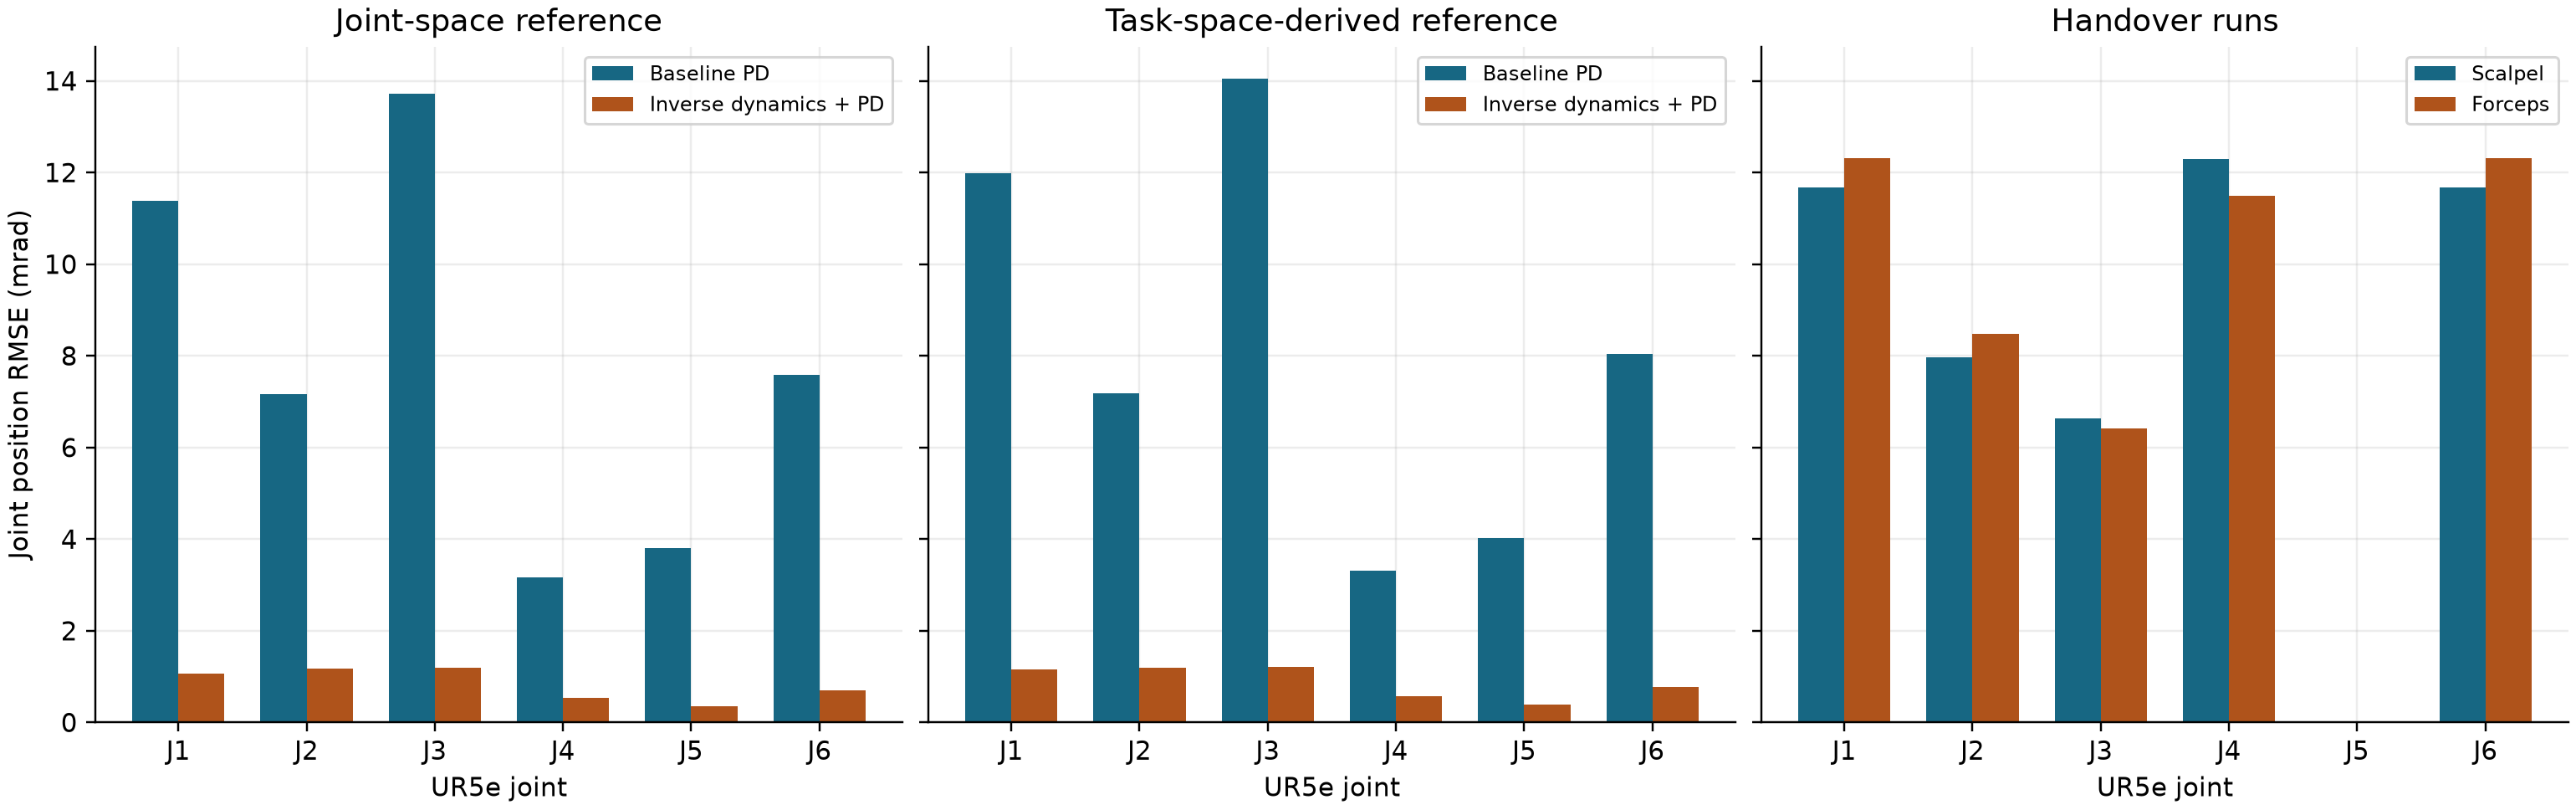 Joint-space reference
Task-space-derived reference
Handover runs
Joint position RMSE (mrad)
14
12
10
8
6
4
2
0
Baseline PD
Inverse dynamics + PD
J1 J2 J3 J4 J5 J6
UR5e joint
Baseline PD
Inverse dynamics + PD
J1 J2 J3 J4 J5 J6
UR5e joint
Scalpel
Forceps
J1 J2 J3 J4 J5 J6
UR5e joint